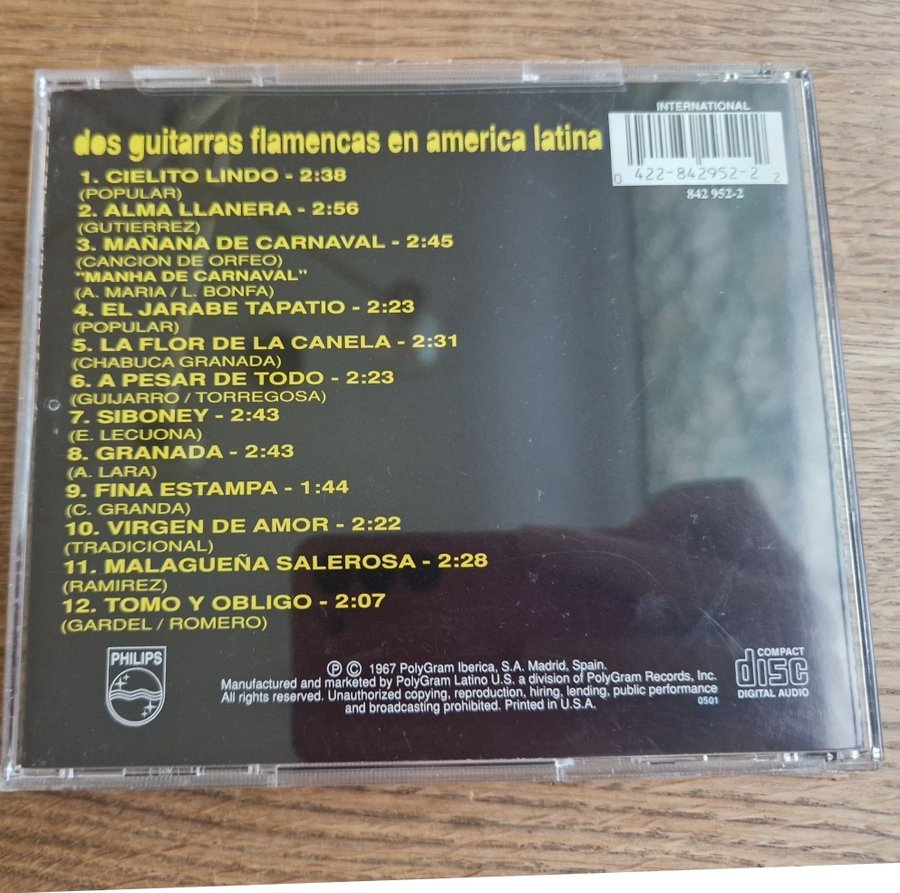 INTERNATIONAL
dos guitarras flamencas en america latina
0 422-842952-2 2
842 952-2
1. CIELITO LINDO - 2:38
(POPULAR)
2. ALMA LLANERA - 2:56
(GUTIERREZ)
3. MAÑANA DE CARNAVAL - 2:45
(CANCION DE ORFEO)
"MANHA DE CARNAVAL"
(A. MARIA / L. BONFA)
4. EL JARABE TAPATIO - 2:23
(POPULAR)
5. LA FLOR DE LA CANELA - 2:31
(CHABUCA GRANADA)
6. A PESAR DE TODO - 2:23
(GUIJARRO / TORREGOSA)
7. SIBONEY - 2:43
(E. LECUONA)
8. GRANADA - 2:43
(A. LARA)
9. FINA ESTAMPA - 1:44
(C. GRANDA)
10. VIRGEN DE AMOR - 2:22
(TRADICIONAL)
11. MALAGUEÑA SALEROSA - 2:28
(RAMIREZ)
12. TOMO Y OBLIGO - 2:07
(GARDEL / ROMERO)
PHILIPS
Ⓟ © 1967 PolyGram Iberica, S.A. Madrid, Spain.
Manufactured and marketed by PolyGram Latino U.S. a division of PolyGram Records, Inc.
All rights reserved. Unauthorized copying, reproduction, hiring, lending, public performance
and broadcasting prohibited. Printed in U.S.A.
0501
COMPACT
disc
DIGITAL AUDIO